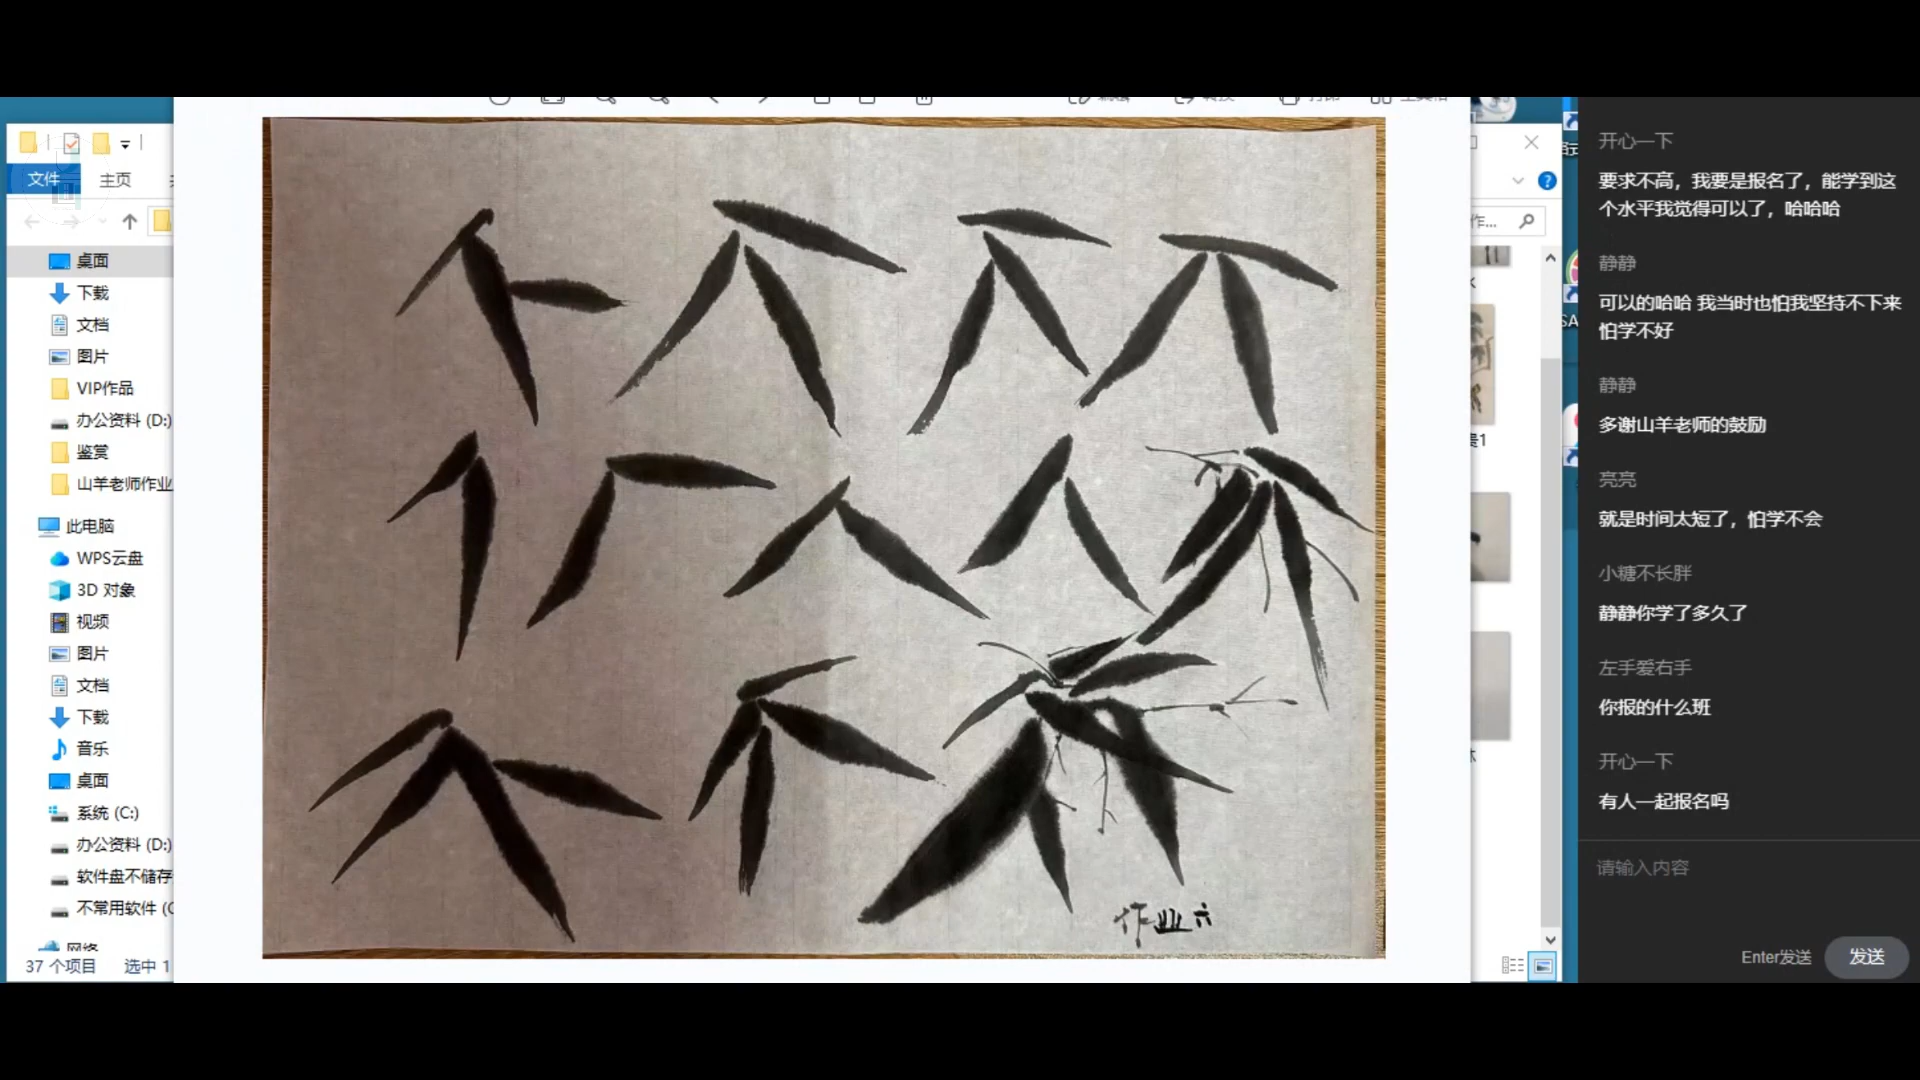 文件
主页
作...
桌面
下载
文档
图片
VIP作品
办公资料 (D:)
鉴赏
山羊老师作业
此电脑
WPS云盘
3D 对象
视频
图片
文档
下载
音乐
桌面
系统 (C:)
办公资料 (D:)
软件盘不储存
不常用软件 (
网络
37 个项目
选中 1
作业六
开心一下
要求不高，我要是报名了，能学到这
个水平我觉得可以了，哈哈哈
静静
可以的哈哈 我当时也怕我坚持不下来
怕学不好
静静
多谢山羊老师的鼓励
亮亮
就是时间太短了，怕学不会
小糖不长胖
静静你学了多久了
左手爱右手
你报的什么班
开心一下
有人一起报名吗
请输入内容
Enter发送
发送